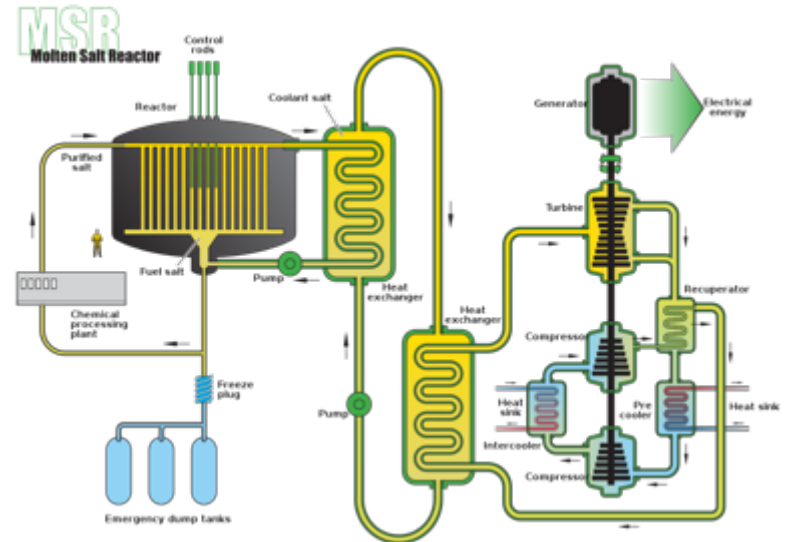 MSR
Molten Salt Reactor
Control
rods
Reactor
Coolant salt
Purified
salt
Fuel salt
Pump
Heat
exchanger
Chemical
processing
plant
Freeze
plug
Emergency dump tanks
Pump
Heat
exchanger
Generator
Electrical
energy
Turbine
Recuperator
Compressor
Heat
sink
Pre
cooler
Heat sink
Intercooler
Compressor